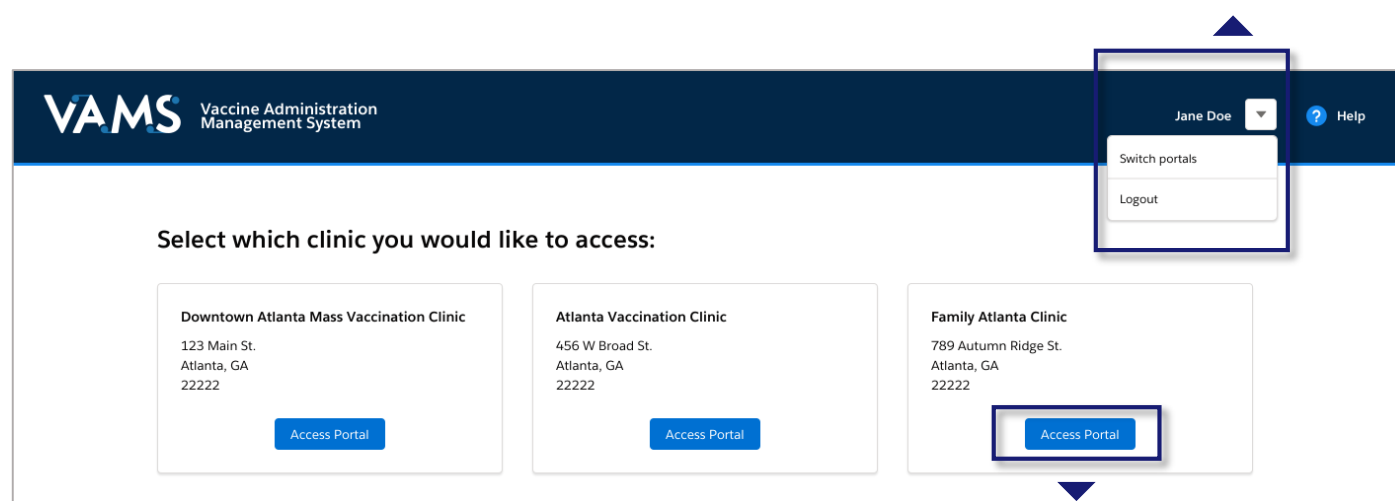 VAMS
Vaccine Administration
Management System
Jane Doe
? Help
Switch portals
Logout
Select which clinic you would like to access:
Downtown Atlanta Mass Vaccination Clinic
123 Main St.
Atlanta, GA
22222
Access Portal
Atlanta Vaccination Clinic
456 W Broad St.
Atlanta, GA
22222
Access Portal
Family Atlanta Clinic
789 Autumn Ridge St.
Atlanta, GA
22222
Access Portal